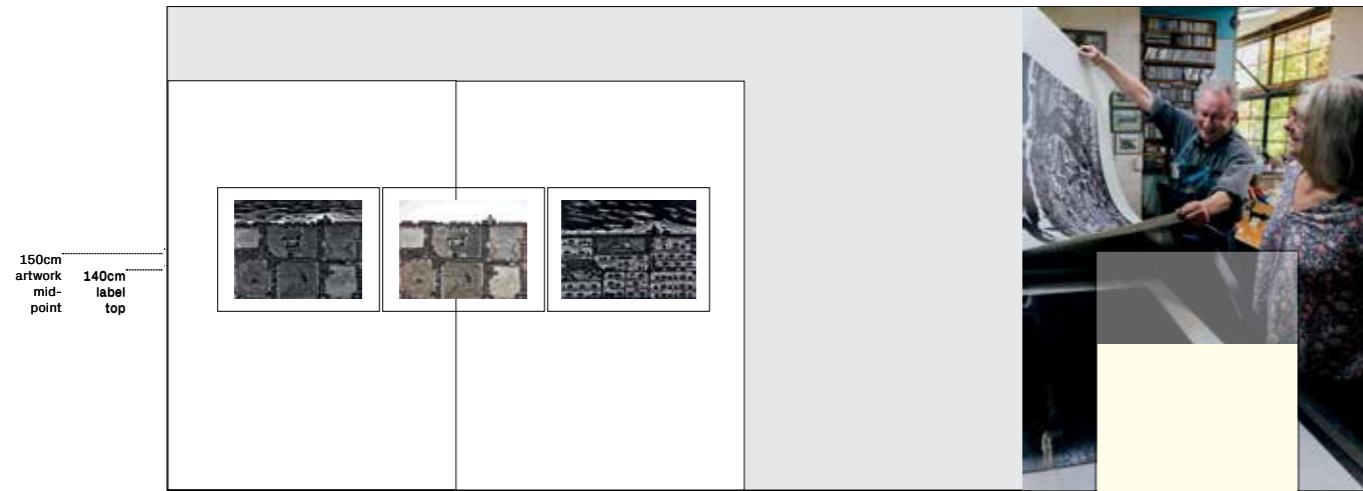 150cm
artwork
mid-
point
140cm
label
top